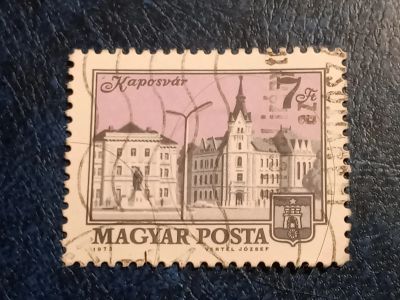 Kaposvár
7 Ft
MAGYAR POSTA
1973 VERTEL JÓZSEF